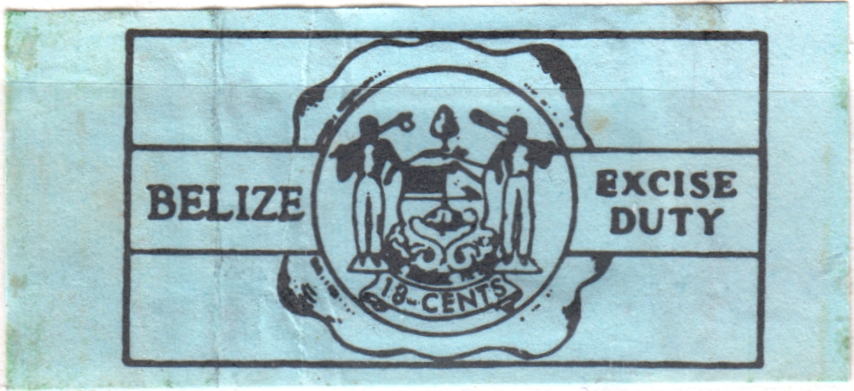 BELIZE
EXCISE
DUTY
18-CENTS